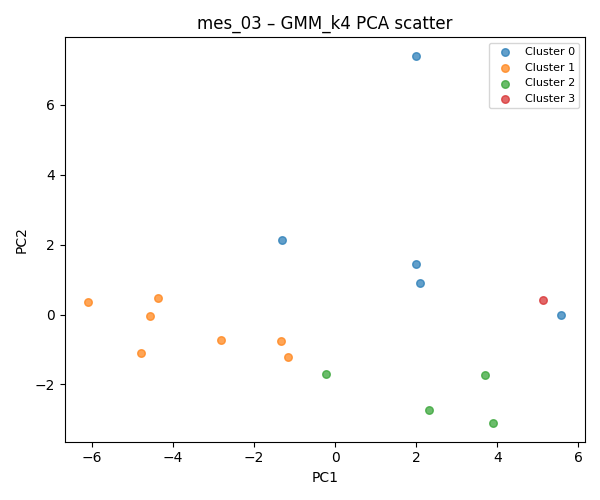 mes_03 – GMM_k4 PCA scatter
Cluster 0
Cluster 1
Cluster 2
Cluster 3
PC2
6
4
2
0
−2
−6
−4
−2
0
2
4
6
PC1